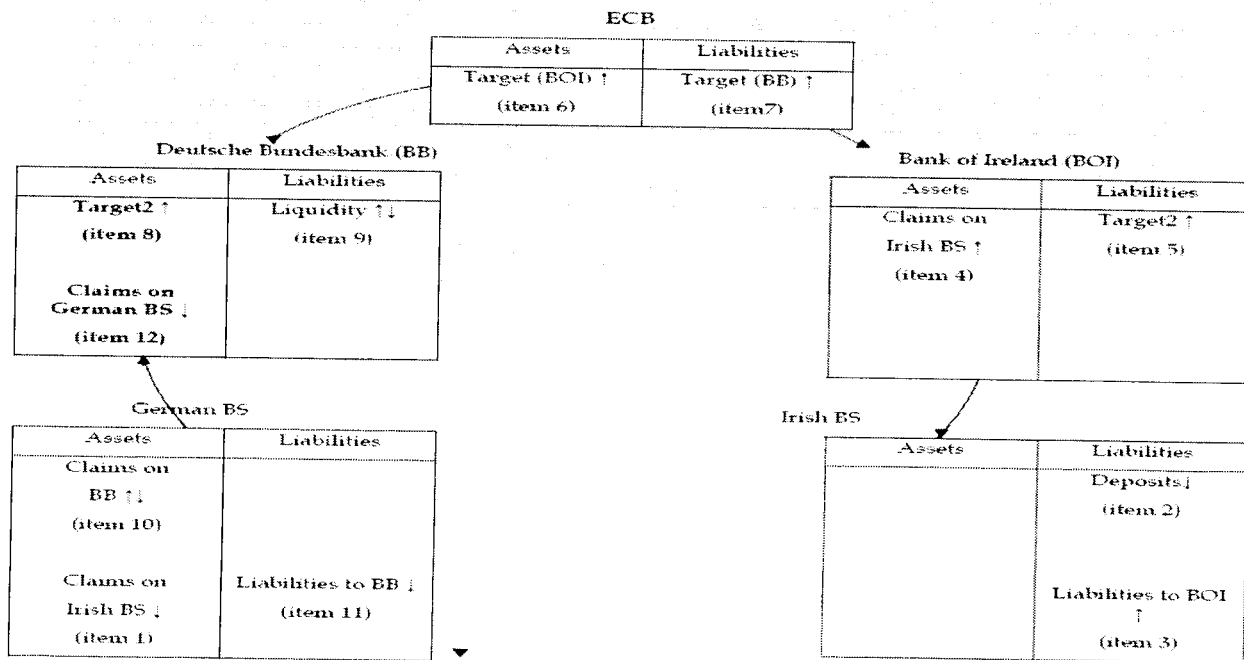 ECB
Assets Liabilities
Target (BOI) ↑ Target (BB) ↑
(item 6) (item7)
Deutsche Bundesbank (BB)
Assets Liabilities
Target2 ↑ Liquidity ↑↓
(item 8) (item 9)
Claims on
German BS ↓
(item 12)
Bank of Ireland (BOI)
Assets Liabilities
Claims on Target2 ↑
Irish BS ↑ (item 5)
(item 4)
German BS
Assets Liabilities
Claims on
BB ↑↓
(item 10)
Claims on Liabilities to BB ↓
Irish BS ↓ (item 11)
(item 1)
Irish BS
Assets Liabilities
Deposits↓
(item 2)
Liabilities to BOI
↑
(item 3)